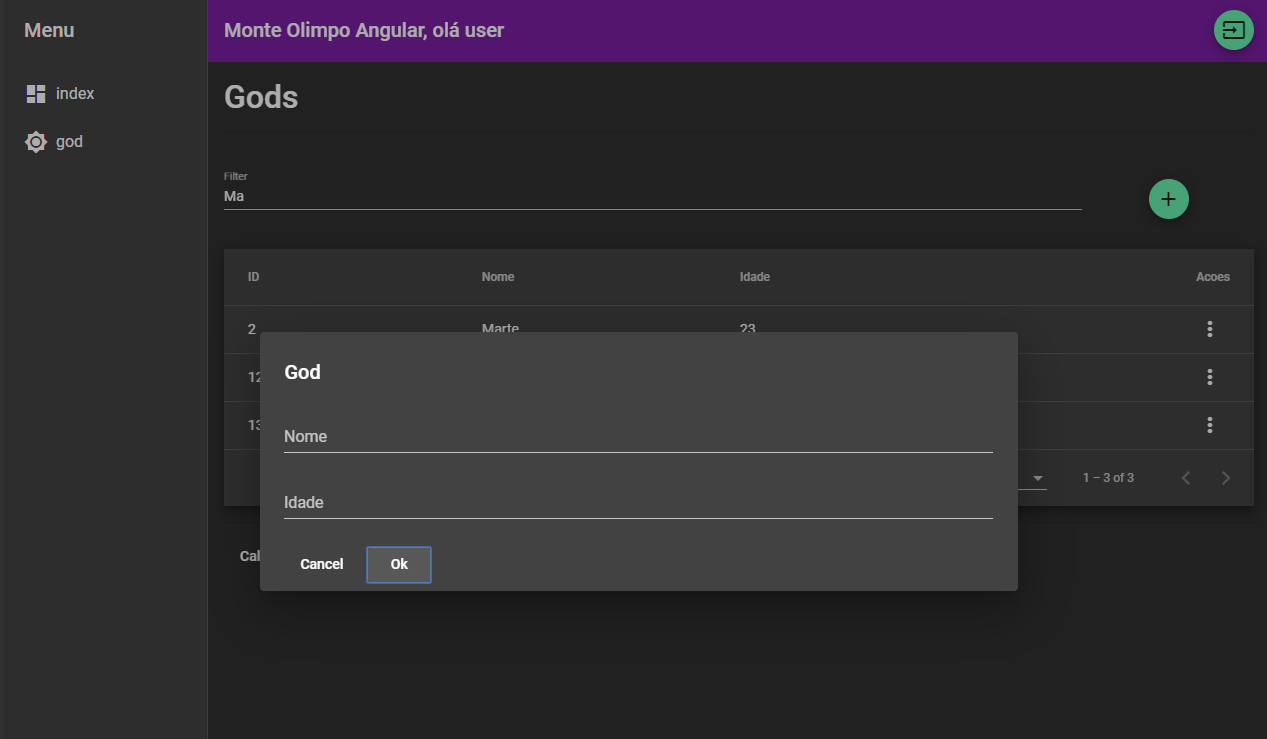 Menu
Monte Olimpo Angular, olá user
index
god
Gods
Filter
Ma
ID Nome Idade Acoes
2 Marte 23
12
13
1 – 3 of 3
God
Nome
Idade
Cancel Ok